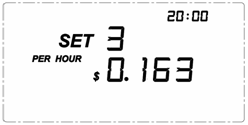 20:00
SET 3
PER HOUR
$ 0.163